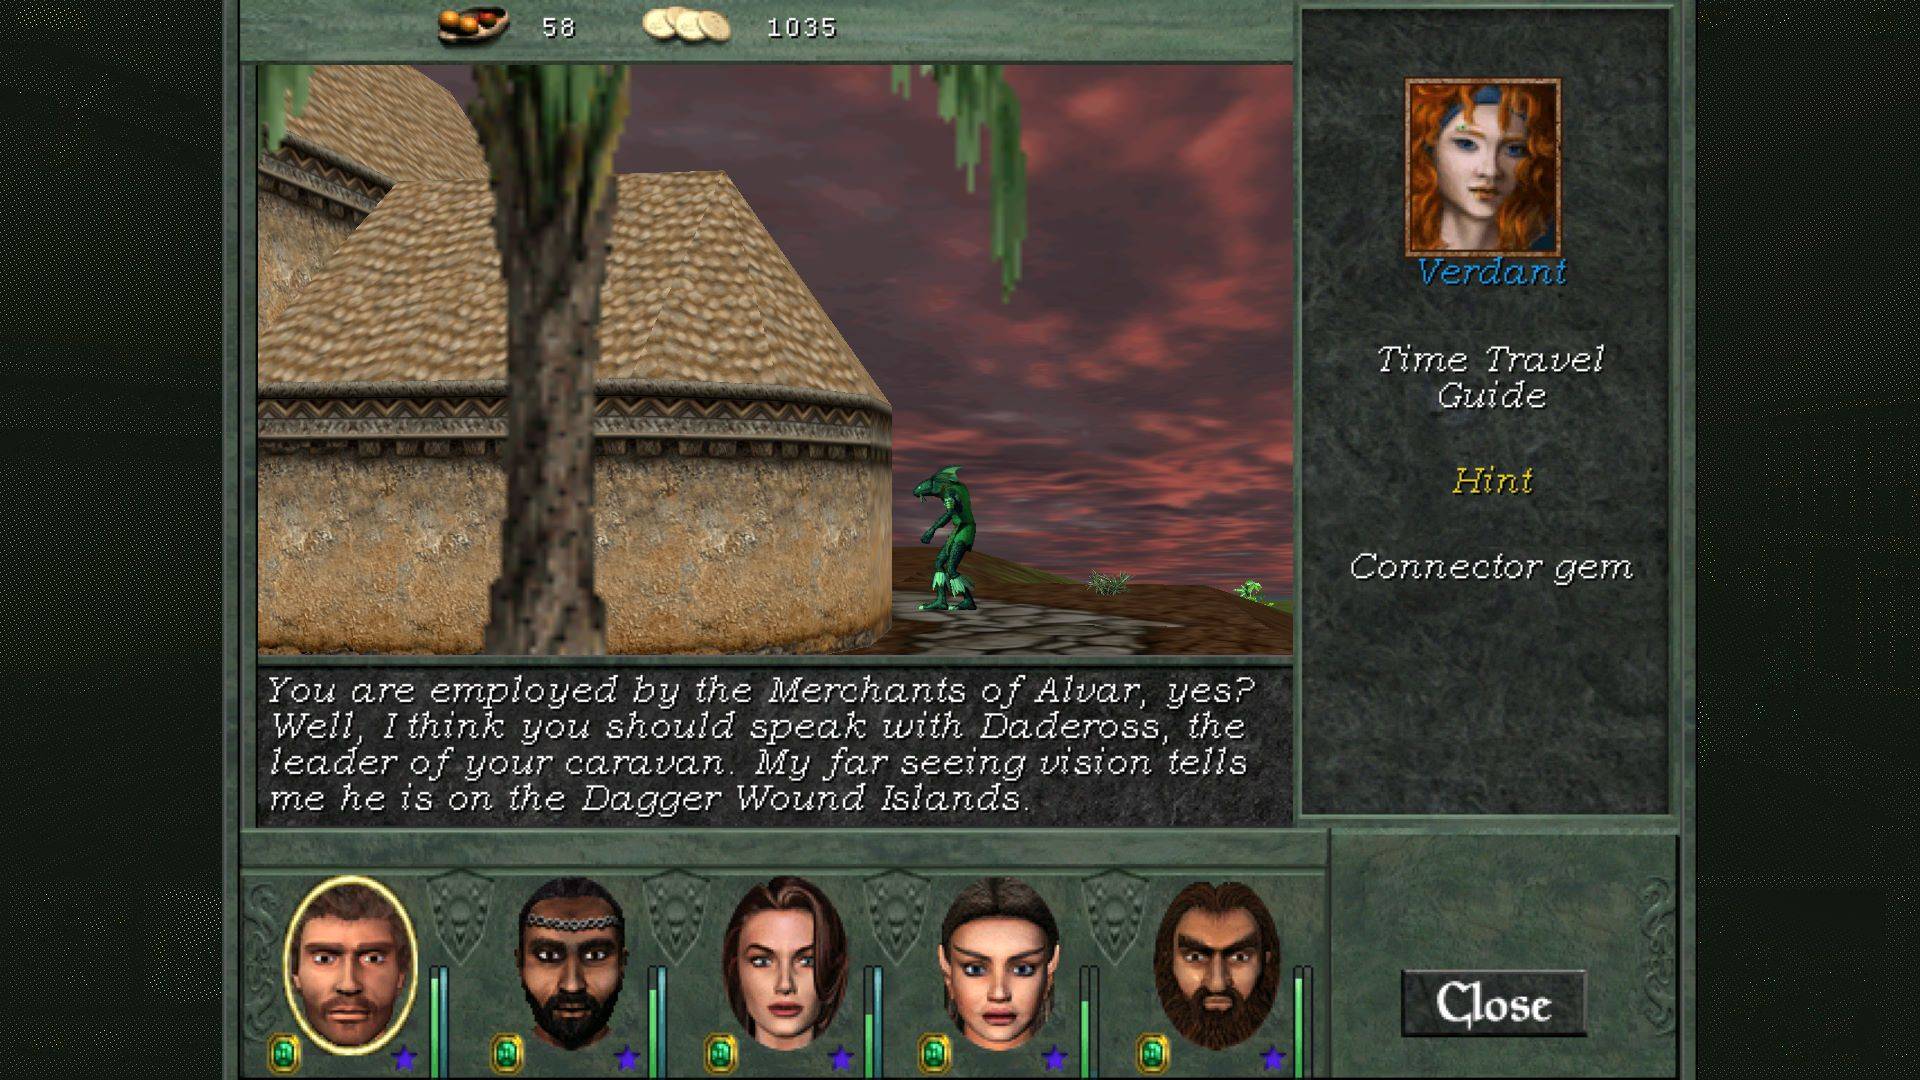 58
1035
Verdant
Time Travel
Guide
Hint
Connector gem
You are employed by the Merchants of Alvar, yes?
Well, I think you should speak with Dadeross, the
leader of your caravan. My far seeing vision tells
me he is on the Dagger Wound Islands.
Close